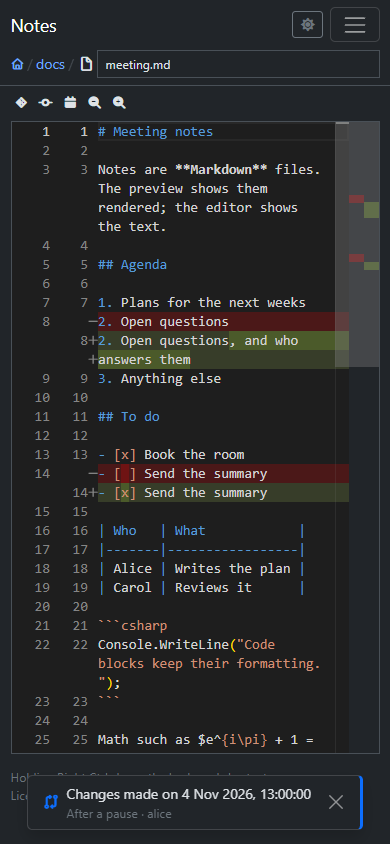 Notes
/ docs / meeting.md
1 1 # Meeting notes
2 2
3 3 Notes are **Markdown** files.
The preview shows them
rendered; the editor shows
the text.
4 4
5 5 ## Agenda
6 6
7 7 1. Plans for the next weeks
8 −2. Open questions
8+2. Open questions, and who
+answers them
9 9 3. Anything else
10 10
11 11 ## To do
12 12
13 13 - [x] Book the room
14 −- [ ] Send the summary
14+- [x] Send the summary
15 15
16 16 | Who | What |
17 17 |-------|-----------------|
18 18 | Alice | Writes the plan |
19 19 | Carol | Reviews it |
20 20
21 21 ```csharp
22 22 Console.WriteLine("Code
blocks keep their formatting.
");
23 23 ```
24 24
25 25 Math such as $e^{i\pi} + 1 =
Changes made on 4 Nov 2026, 13:00:00
After a pause · alice